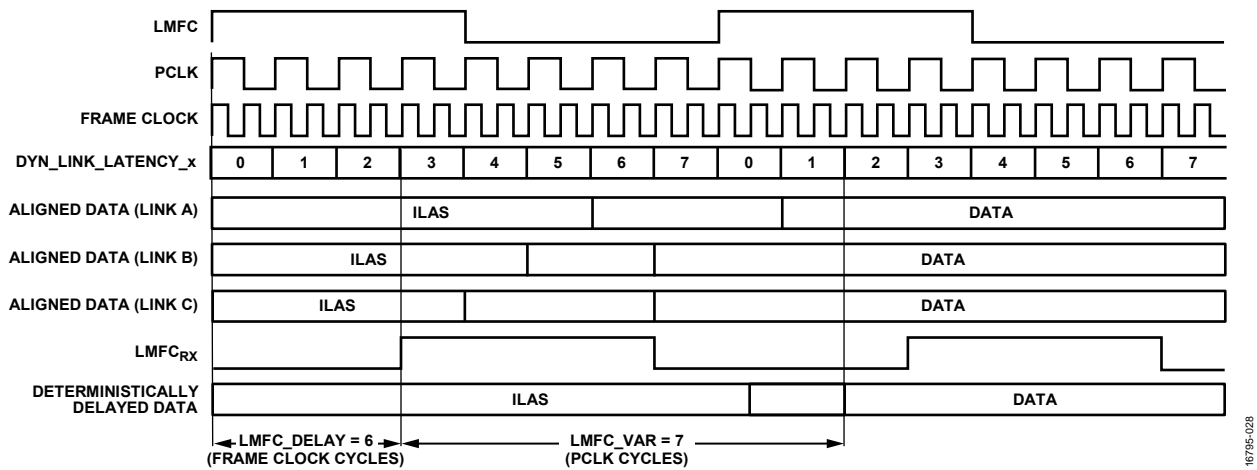 LMFC
PCLK
FRAME CLOCK
DYN_LINK_LATENCY_x 0 1 2 3 4 5 6 7 0 1 2 3 4 5 6 7
ALIGNED DATA (LINK A) ILAS DATA
ALIGNED DATA (LINK B) ILAS DATA
ALIGNED DATA (LINK C) ILAS DATA
LMFCRX
DETERMINISTICALLY
DELAYED DATA ILAS DATA
LMFC_DELAY = 6
(FRAME CLOCK CYCLES)
LMFC_VAR = 7
(PCLK CYCLES)
16795-028